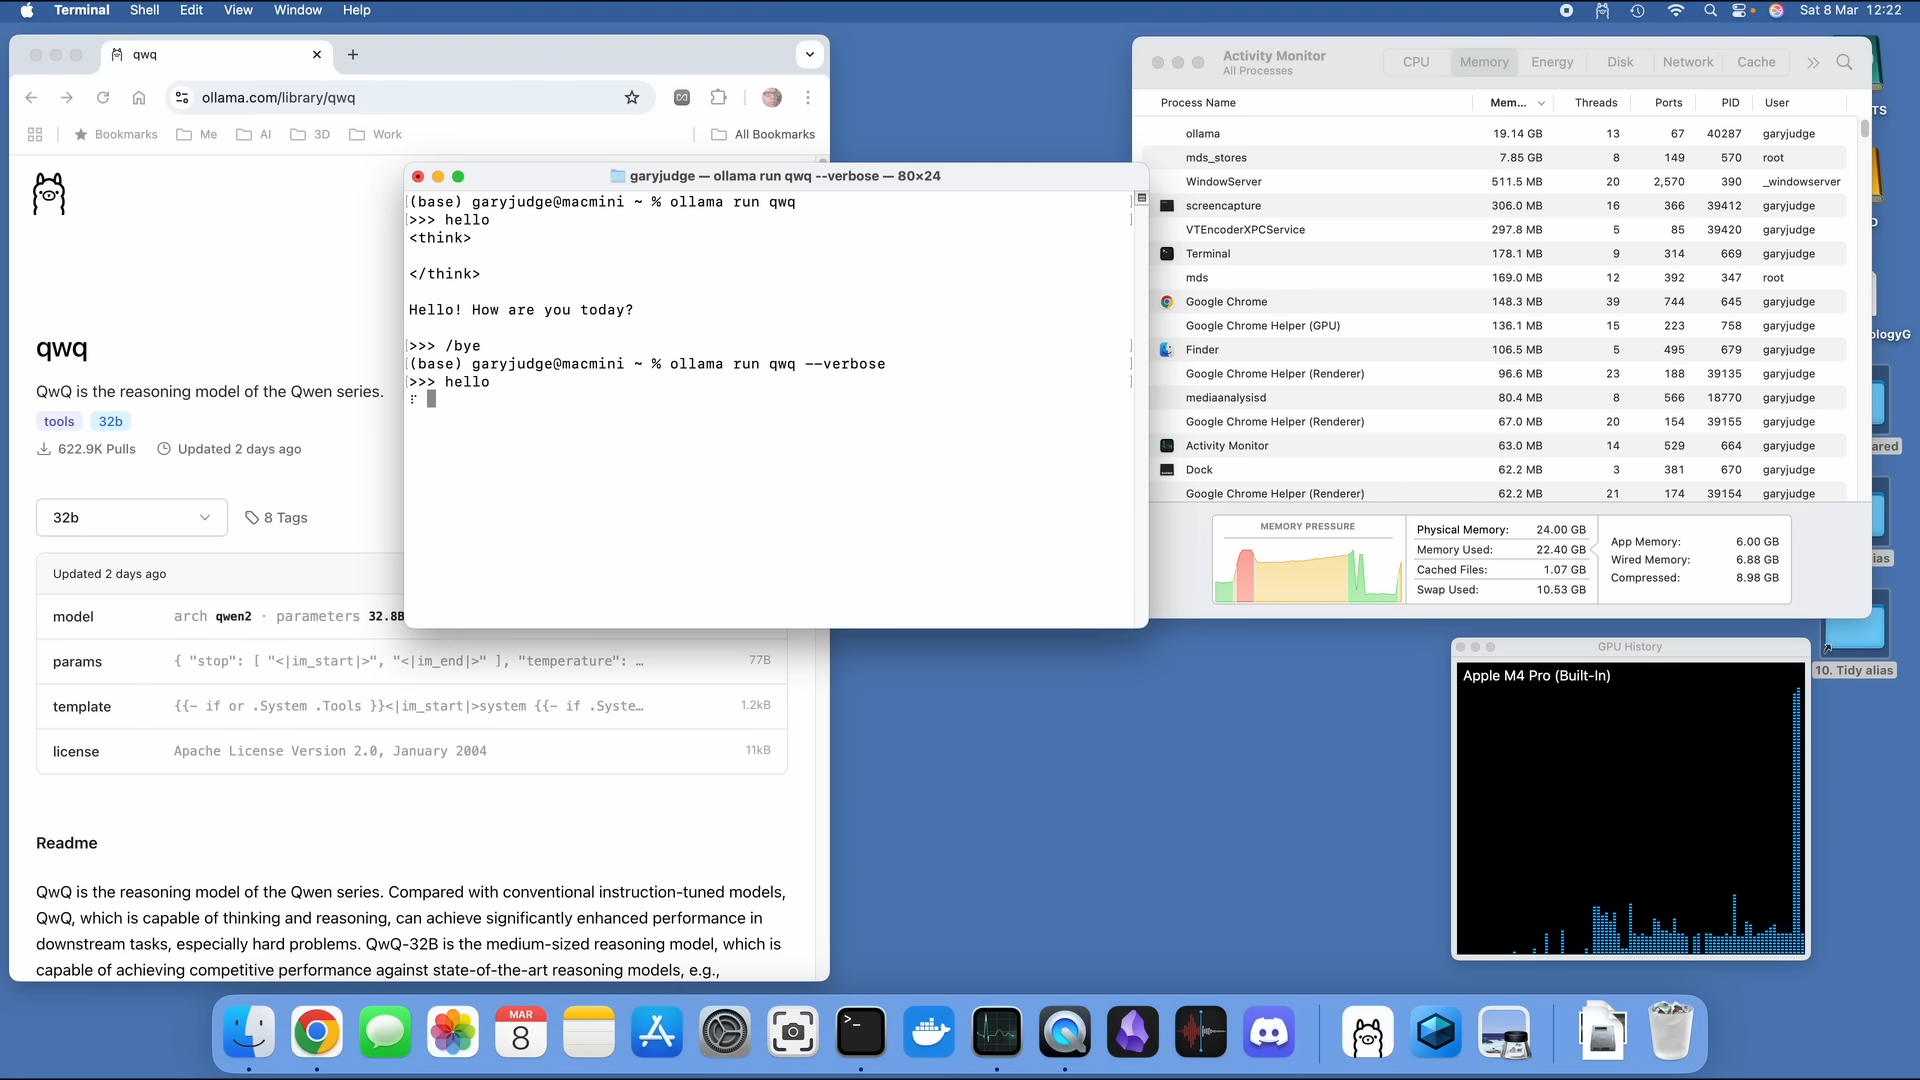 Terminal Shell Edit View Window Help
Sat 8 Mar 12:22
qwq
ollama.com/library/qwq
Bookmarks Me AI 3D Work All Bookmarks
qwq
QwQ is the reasoning model of the Qwen series.
tools 32b
622.9K Pulls Updated 2 days ago
32b 8 Tags
Updated 2 days ago
model arch qwen2 · parameters 32.8B
params { "stop": [ "<|im_start|>", "<|im_end|>" ], "temperature": … 77B
template {{- if or .System .Tools }}<|im_start|>system {{- if .Syste… 1.2kB
license Apache License Version 2.0, January 2004 11kB
Readme
QwQ is the reasoning model of the Qwen series. Compared with conventional instruction-tuned models,
QwQ, which is capable of thinking and reasoning, can achieve significantly enhanced performance in
downstream tasks, especially hard problems. QwQ-32B is the medium-sized reasoning model, which is
capable of achieving competitive performance against state-of-the-art reasoning models, e.g.,
garyjudge — ollama run qwq --verbose — 80×24
(base) garyjudge@macmini ~ % ollama run qwq
>>> hello
<think>
</think>
Hello! How are you today?
>>> /bye
(base) garyjudge@macmini ~ % ollama run qwq --verbose
>>> hello
Activity Monitor
All Processes
CPU Memory Energy Disk Network Cache
Process Name Mem... Threads Ports PID User
ollama 19.14 GB 13 67 40287 garyjudge
mds_stores 7.85 GB 8 149 570 root
WindowServer 511.5 MB 20 2,570 390 _windowserver
screencapture 306.0 MB 16 366 39412 garyjudge
VTEncoderXPCService 297.8 MB 5 85 39420 garyjudge
Terminal 178.1 MB 9 314 669 garyjudge
mds 169.0 MB 12 392 347 root
Google Chrome 148.3 MB 39 744 645 garyjudge
Google Chrome Helper (GPU) 136.1 MB 15 223 758 garyjudge
Finder 106.5 MB 5 495 679 garyjudge
Google Chrome Helper (Renderer) 96.6 MB 23 188 39135 garyjudge
mediaanalysisd 80.4 MB 8 566 18770 garyjudge
Google Chrome Helper (Renderer) 67.0 MB 20 154 39155 garyjudge
Activity Monitor 63.0 MB 14 529 664 garyjudge
Dock 62.2 MB 3 381 670 garyjudge
Google Chrome Helper (Renderer) 62.2 MB 21 174 39154 garyjudge
MEMORY PRESSURE
Physical Memory: 24.00 GB
Memory Used: 22.40 GB
Cached Files: 1.07 GB
Swap Used: 10.53 GB
App Memory: 6.00 GB
Wired Memory: 6.88 GB
Compressed: 8.98 GB
TS
D
ologyG
ared
ias
10. Tidy alias
GPU History
Apple M4 Pro (Built-In)
MAR
8